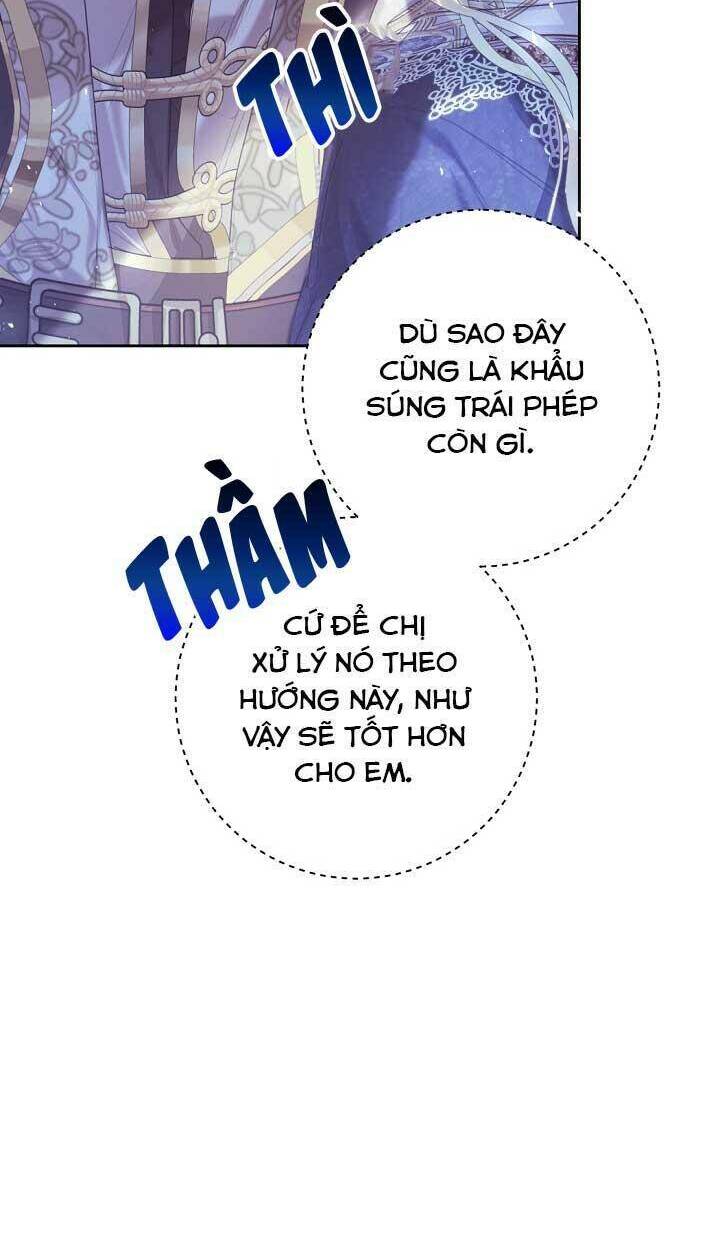 THÌ
DÙ SAO ĐÂY
CŨNG LÀ KHẨU
SÚNG TRÁI PHÉP
CÒN GÌ.
THẦM
CỨ ĐỂ CHỊ
XỬ LÝ NÓ THEO
HƯỚNG NÀY, NHƯ
VẬY SẼ TỐT HƠN
CHO EM.